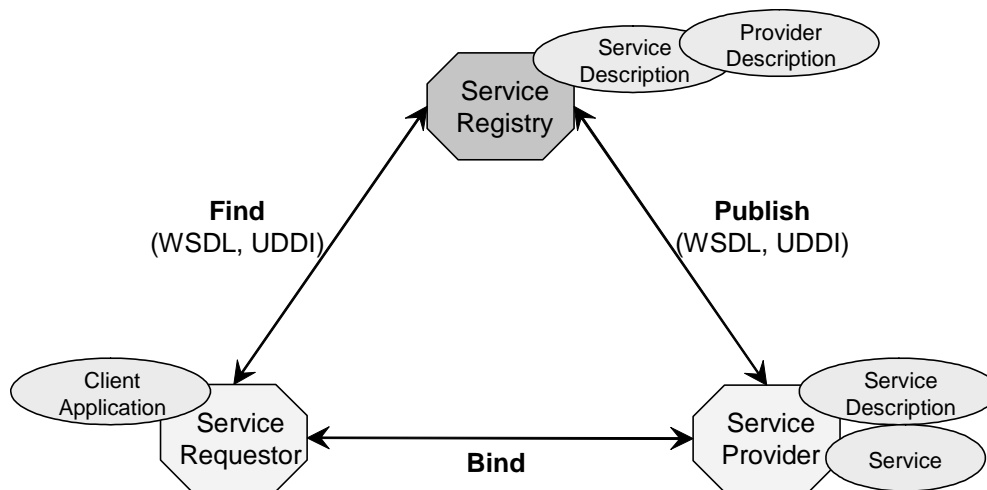 Service
Description
Provider
Description
Service
Registry
Find
(WSDL, UDDI)
Publish
(WSDL, UDDI)
Client
Application
Service
Requestor
Bind
Service
Provider
Service
Description
Service